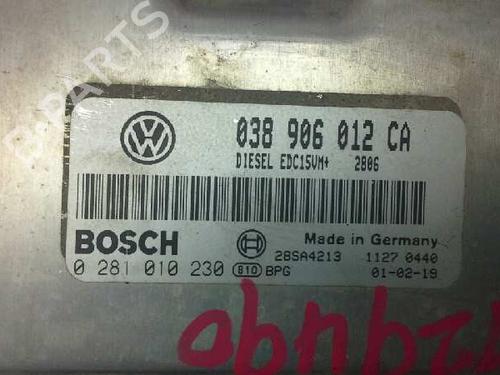 B-PARTS
038 906 012 CA
DIESEL EDC15VM+ 2806
BOSCH
Made in Germany
28SA4213 1127 0440
0 281 010 230 810 BPG 01-02-19